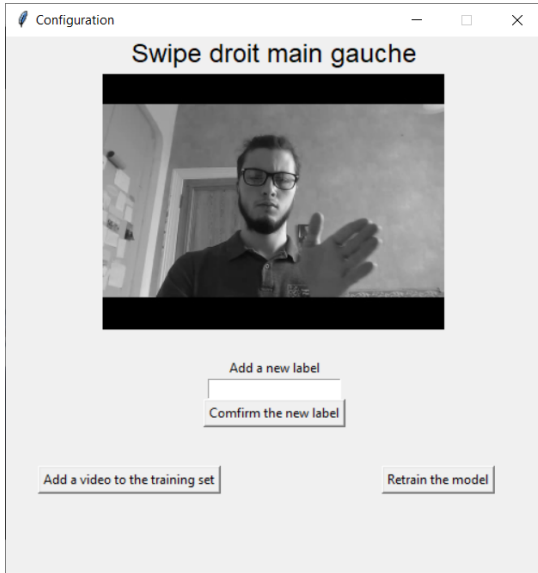 Configuration
Swipe droit main gauche
Add a new label
Comfirm the new label
Add a video to the training set
Retrain the model